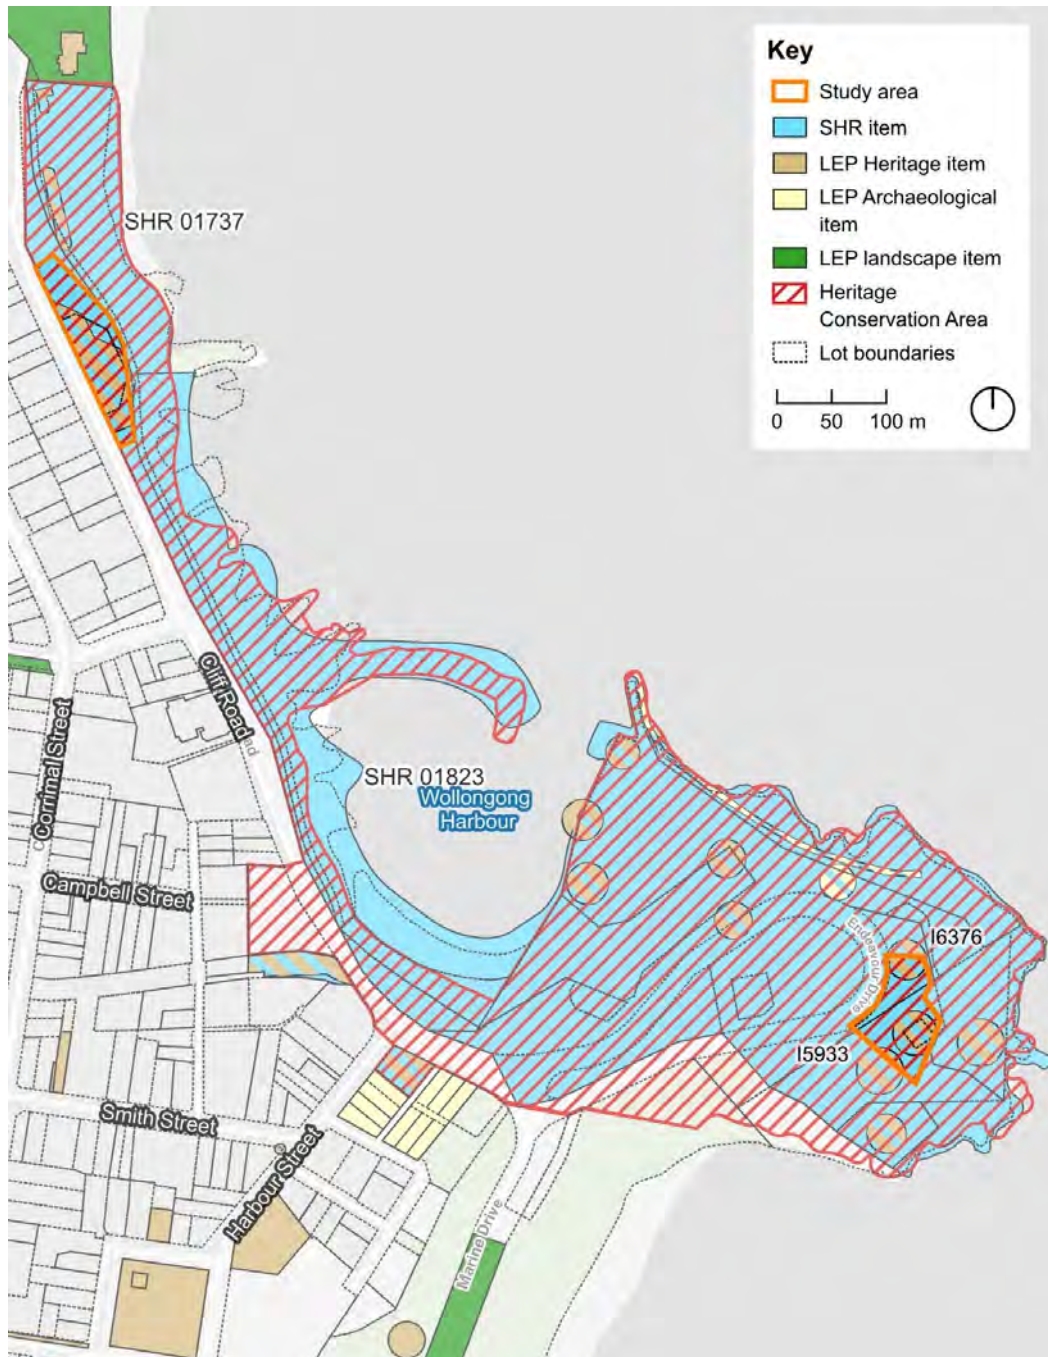 Key
Study area
SHR item
LEP Heritage item
LEP Archaeological
item
LEP landscape item
Heritage
Conservation Area
Lot boundaries
0 50 100 m
SHR 01737
Cliff Road
Corrimal Street
SHR 01823
Wollongong
Harbour
Campbell Street
I6376
Endeavour Drive
I5933
Smith Street
Harbour Street
Marine Drive